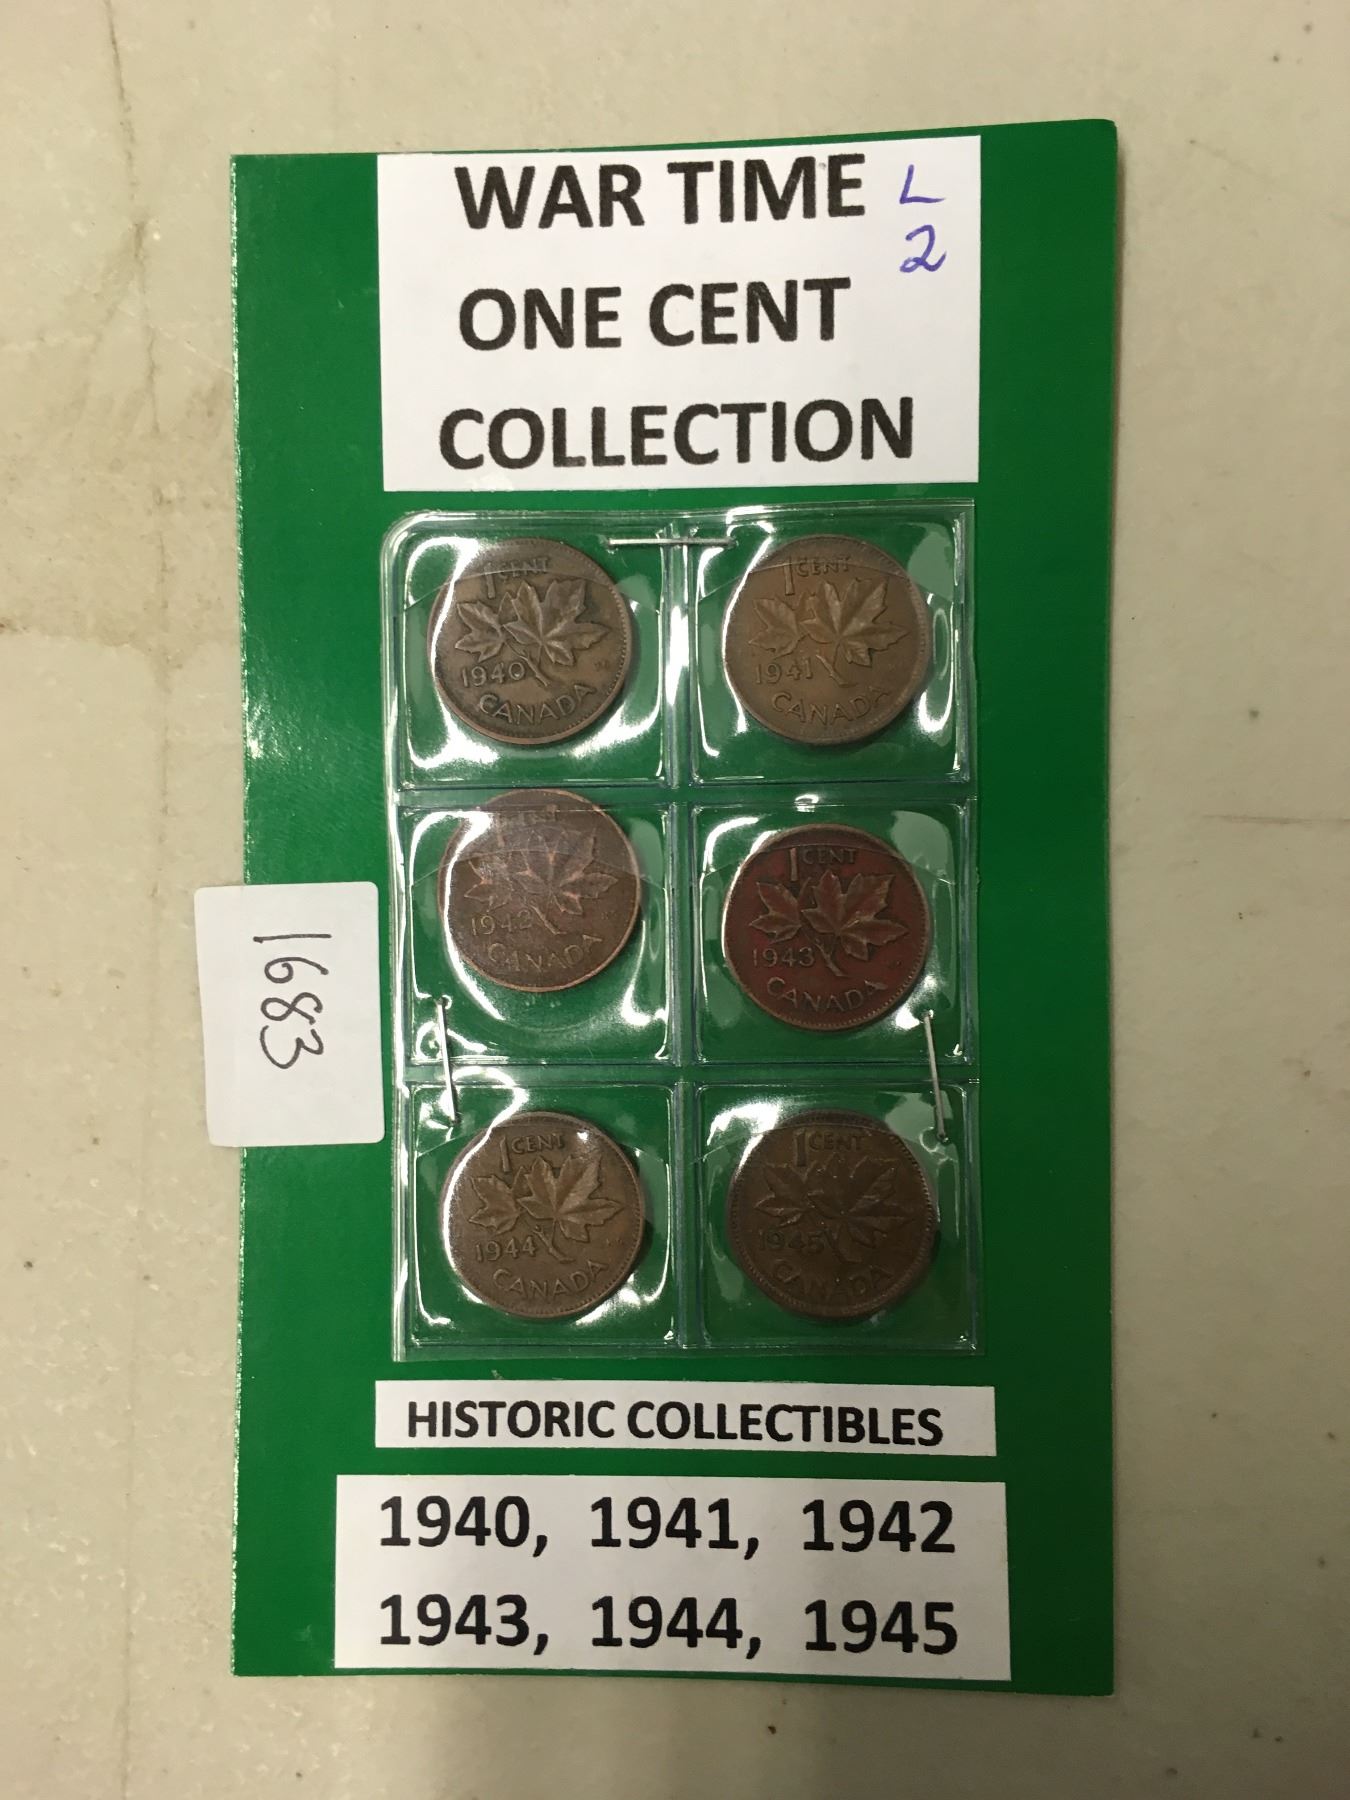 WAR TIME L
2
ONE CENT
COLLECTION
1 CENT
1940
CANADA
1 CENT
1941
CANADA
CENT
1942
CANADA
1 CENT
1943
CANADA
1683
1 CENT
1944
CANADA
1 CENT
1945
CANADA
HISTORIC COLLECTIBLES
1940, 1941, 1942
1943, 1944, 1945